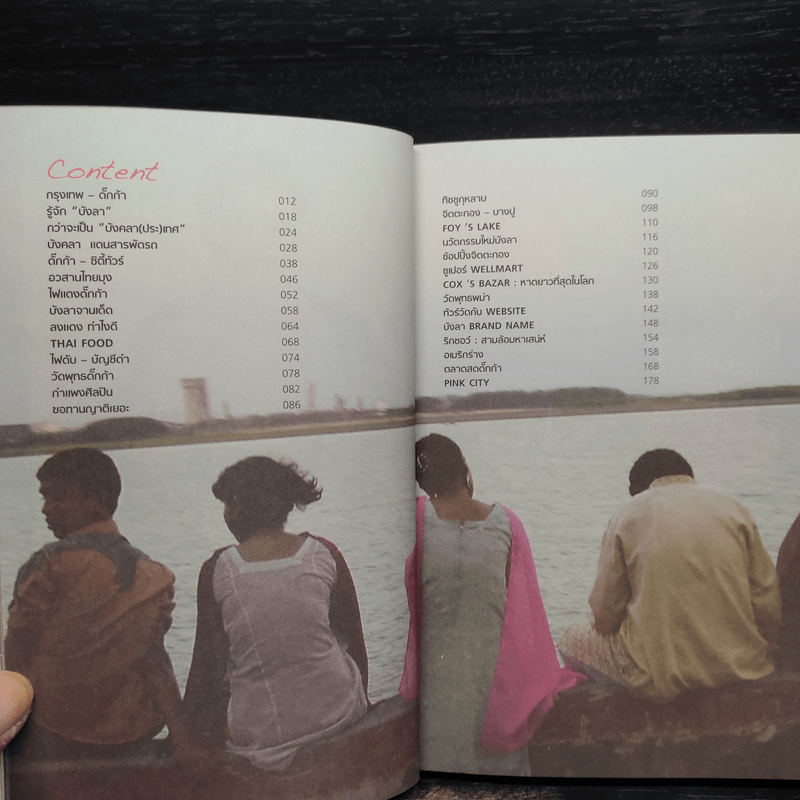 Content
กรุงเทพ – ดั๊กก้า 012
รู้จัก “บังลา” 018
กว่าจะเป็น “บังคลา(ประ)เทศ” 024
บังคลา แดนสารพัดรถ 028
ดั๊กก้า – ซิตี้ทัวร์ 038
อวสานไทยมุง 046
ไฟแดงดั๊กก้า 052
บังลาจานเด็ด 058
ลงแดง ทำไงดี 064
THAI FOOD 068
ไฟดับ – บัญชีดำ 074
วัดพุทธดั๊กก้า 078
กำแพงศิลปิน 082
ขอทานญาติเยอะ 086
ทิชชูกุหลาบ 090
จิตตะกอง – บางปู 098
FOY 'S LAKE 110
นวัตกรรมใหม่บังลา 116
ช้อปปิ้งจิตตะกอง 120
ซูเปอร์ WELLMART 126
COX 'S BAZAR : หาดยาวที่สุดในโลก 130
วัดพุทธพม่า 138
ทัวร์วัดกับ WEBSITE 142
บังลา BRAND NAME 148
ริกชอว์ : สามล้อมหาเสน่ห์ 154
อเมริกร่าง 158
ตลาดสดดั๊กก้า 168
PINK CITY 178